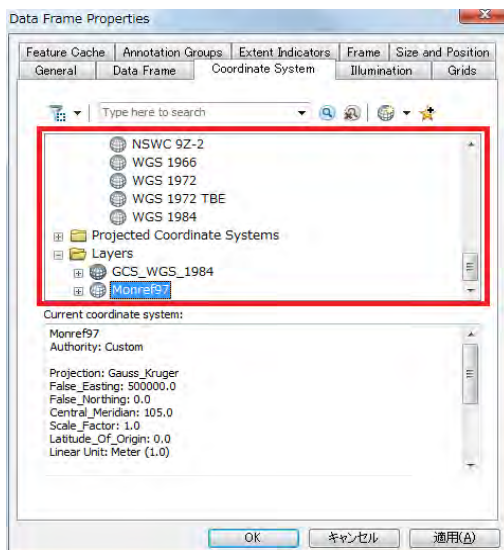 Data Frame Properties
Feature Cache Annotation Groups Extent Indicators Frame Size and Position
General Data Frame Coordinate System Illumination Grids
Type here to search
NSWC 9Z-2
WGS 1966
WGS 1972
WGS 1972 TBE
WGS 1984
Projected Coordinate Systems
Layers
GCS_WGS_1984
Monref97
Current coordinate system:
Monref97
Authority: Custom
Projection: Gauss_Kruger
False_Easting: 500000.0
False_Northing: 0.0
Central_Meridian: 105.0
Scale_Factor: 1.0
Latitude_Of_Origin: 0.0
Linear Unit: Meter (1.0)
OK キャンセル 適用(A)